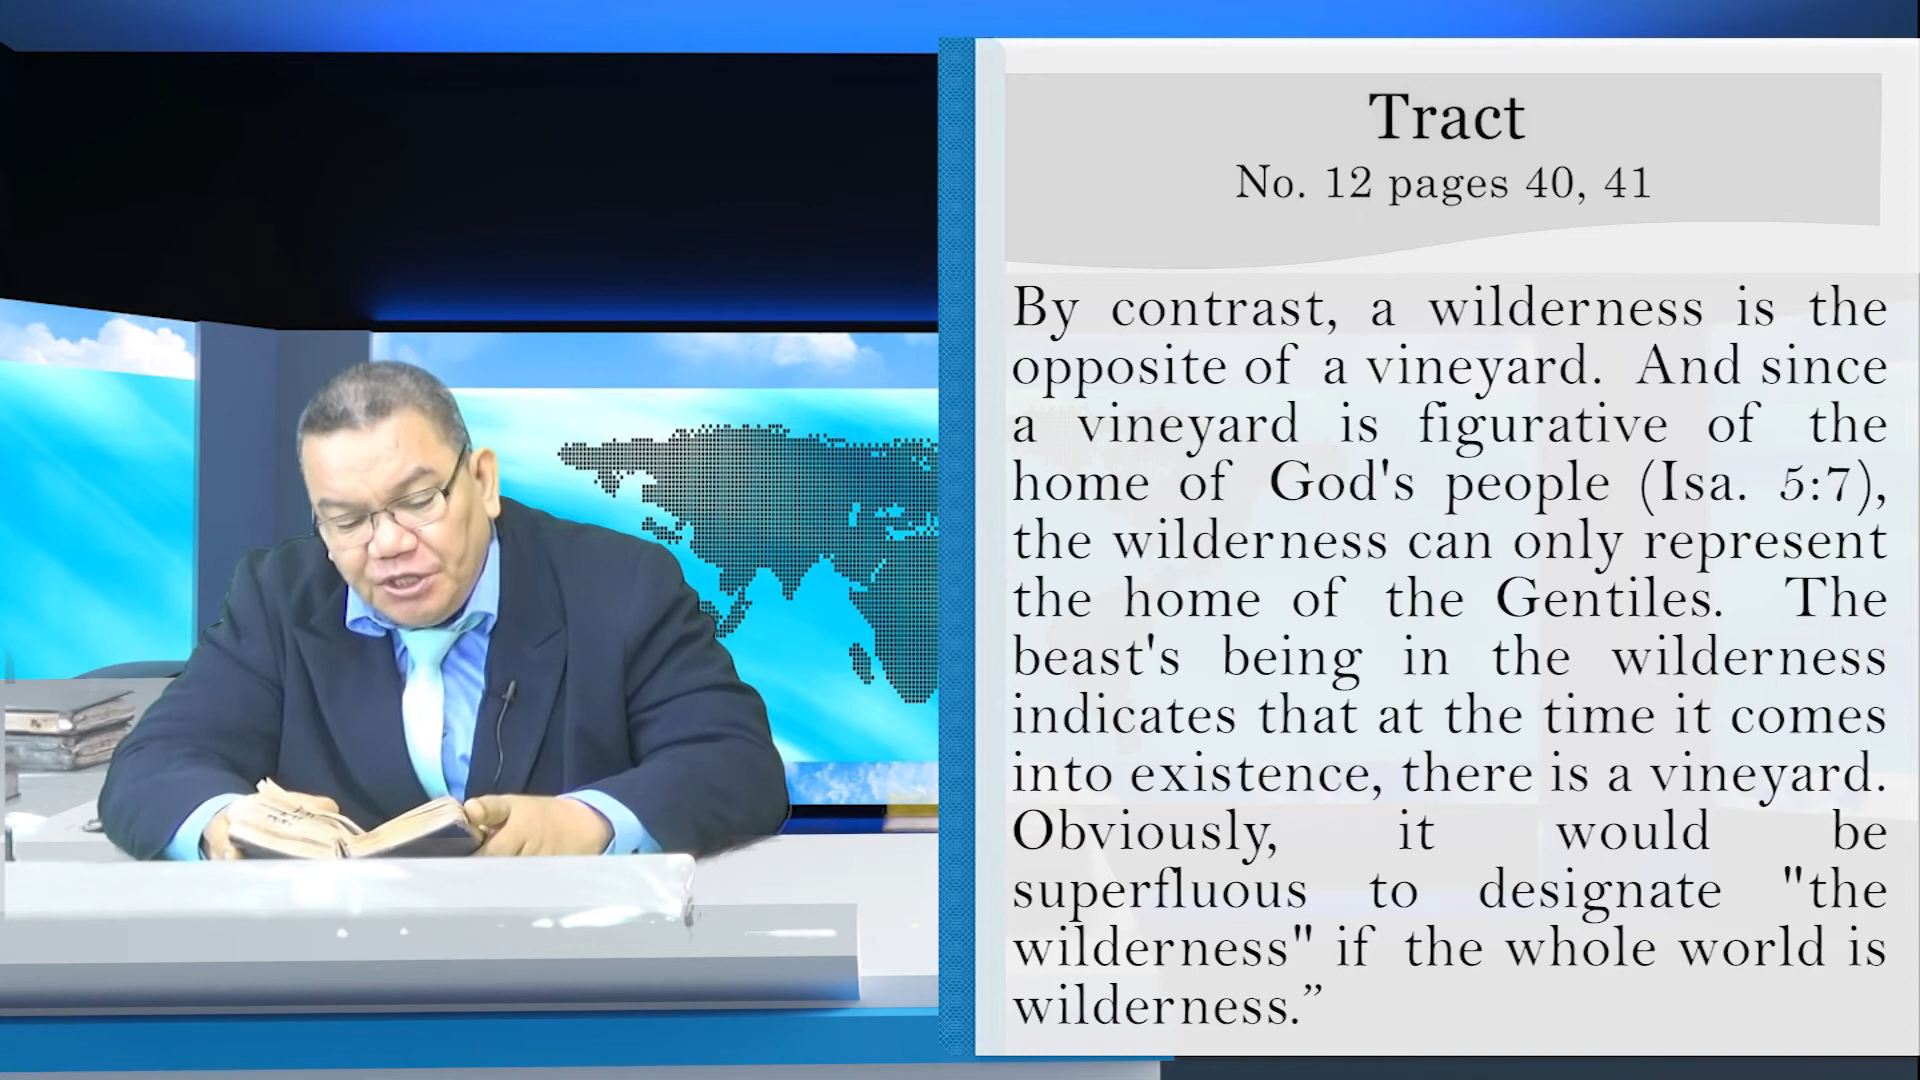 Tract
No. 12 pages 40, 41
By contrast, a wilderness is the
opposite of a vineyard. And since
a vineyard is figurative of the
home of God's people (Isa. 5:7),
the wilderness can only represent
the home of the Gentiles. The
beast's being in the wilderness
indicates that at the time it comes
into existence, there is a vineyard.
Obviously, it would be
superfluous to designate "the
wilderness" if the whole world is
wilderness.”